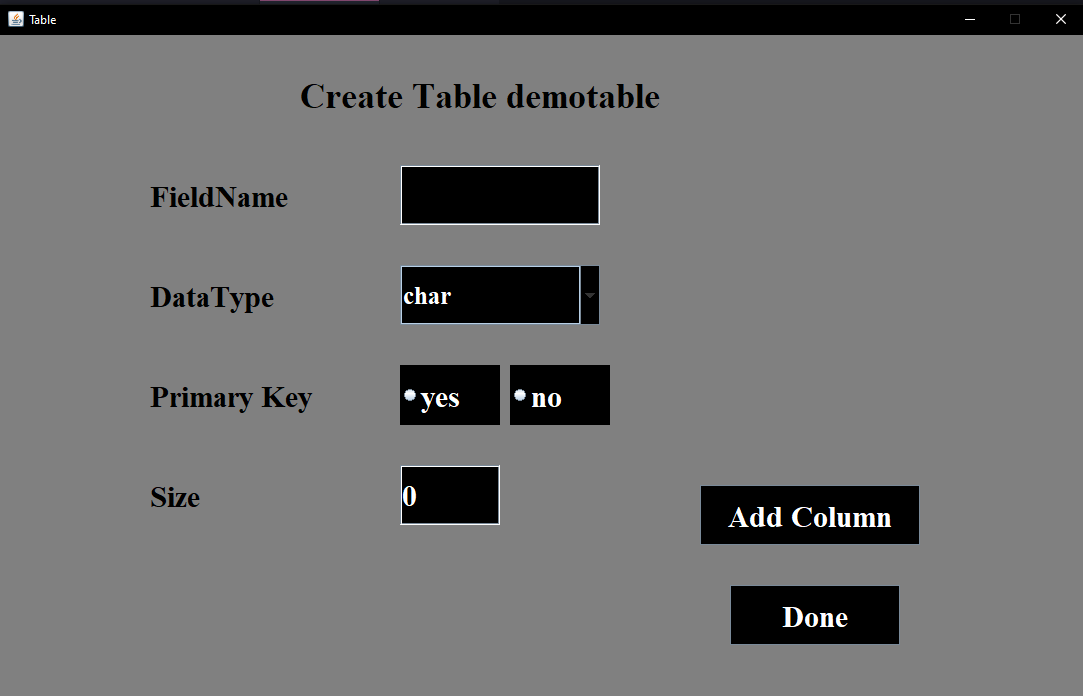 Table
Create Table demotable
FieldName
DataType char
Primary Key yes no
Size 0
Add Column
Done